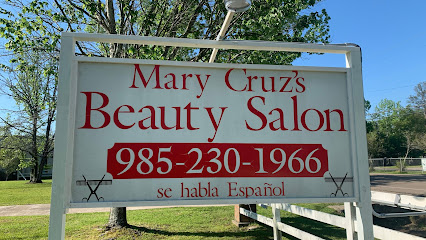 Mary Cruz's
Beauty Salon
985-230-1966
se habla Español